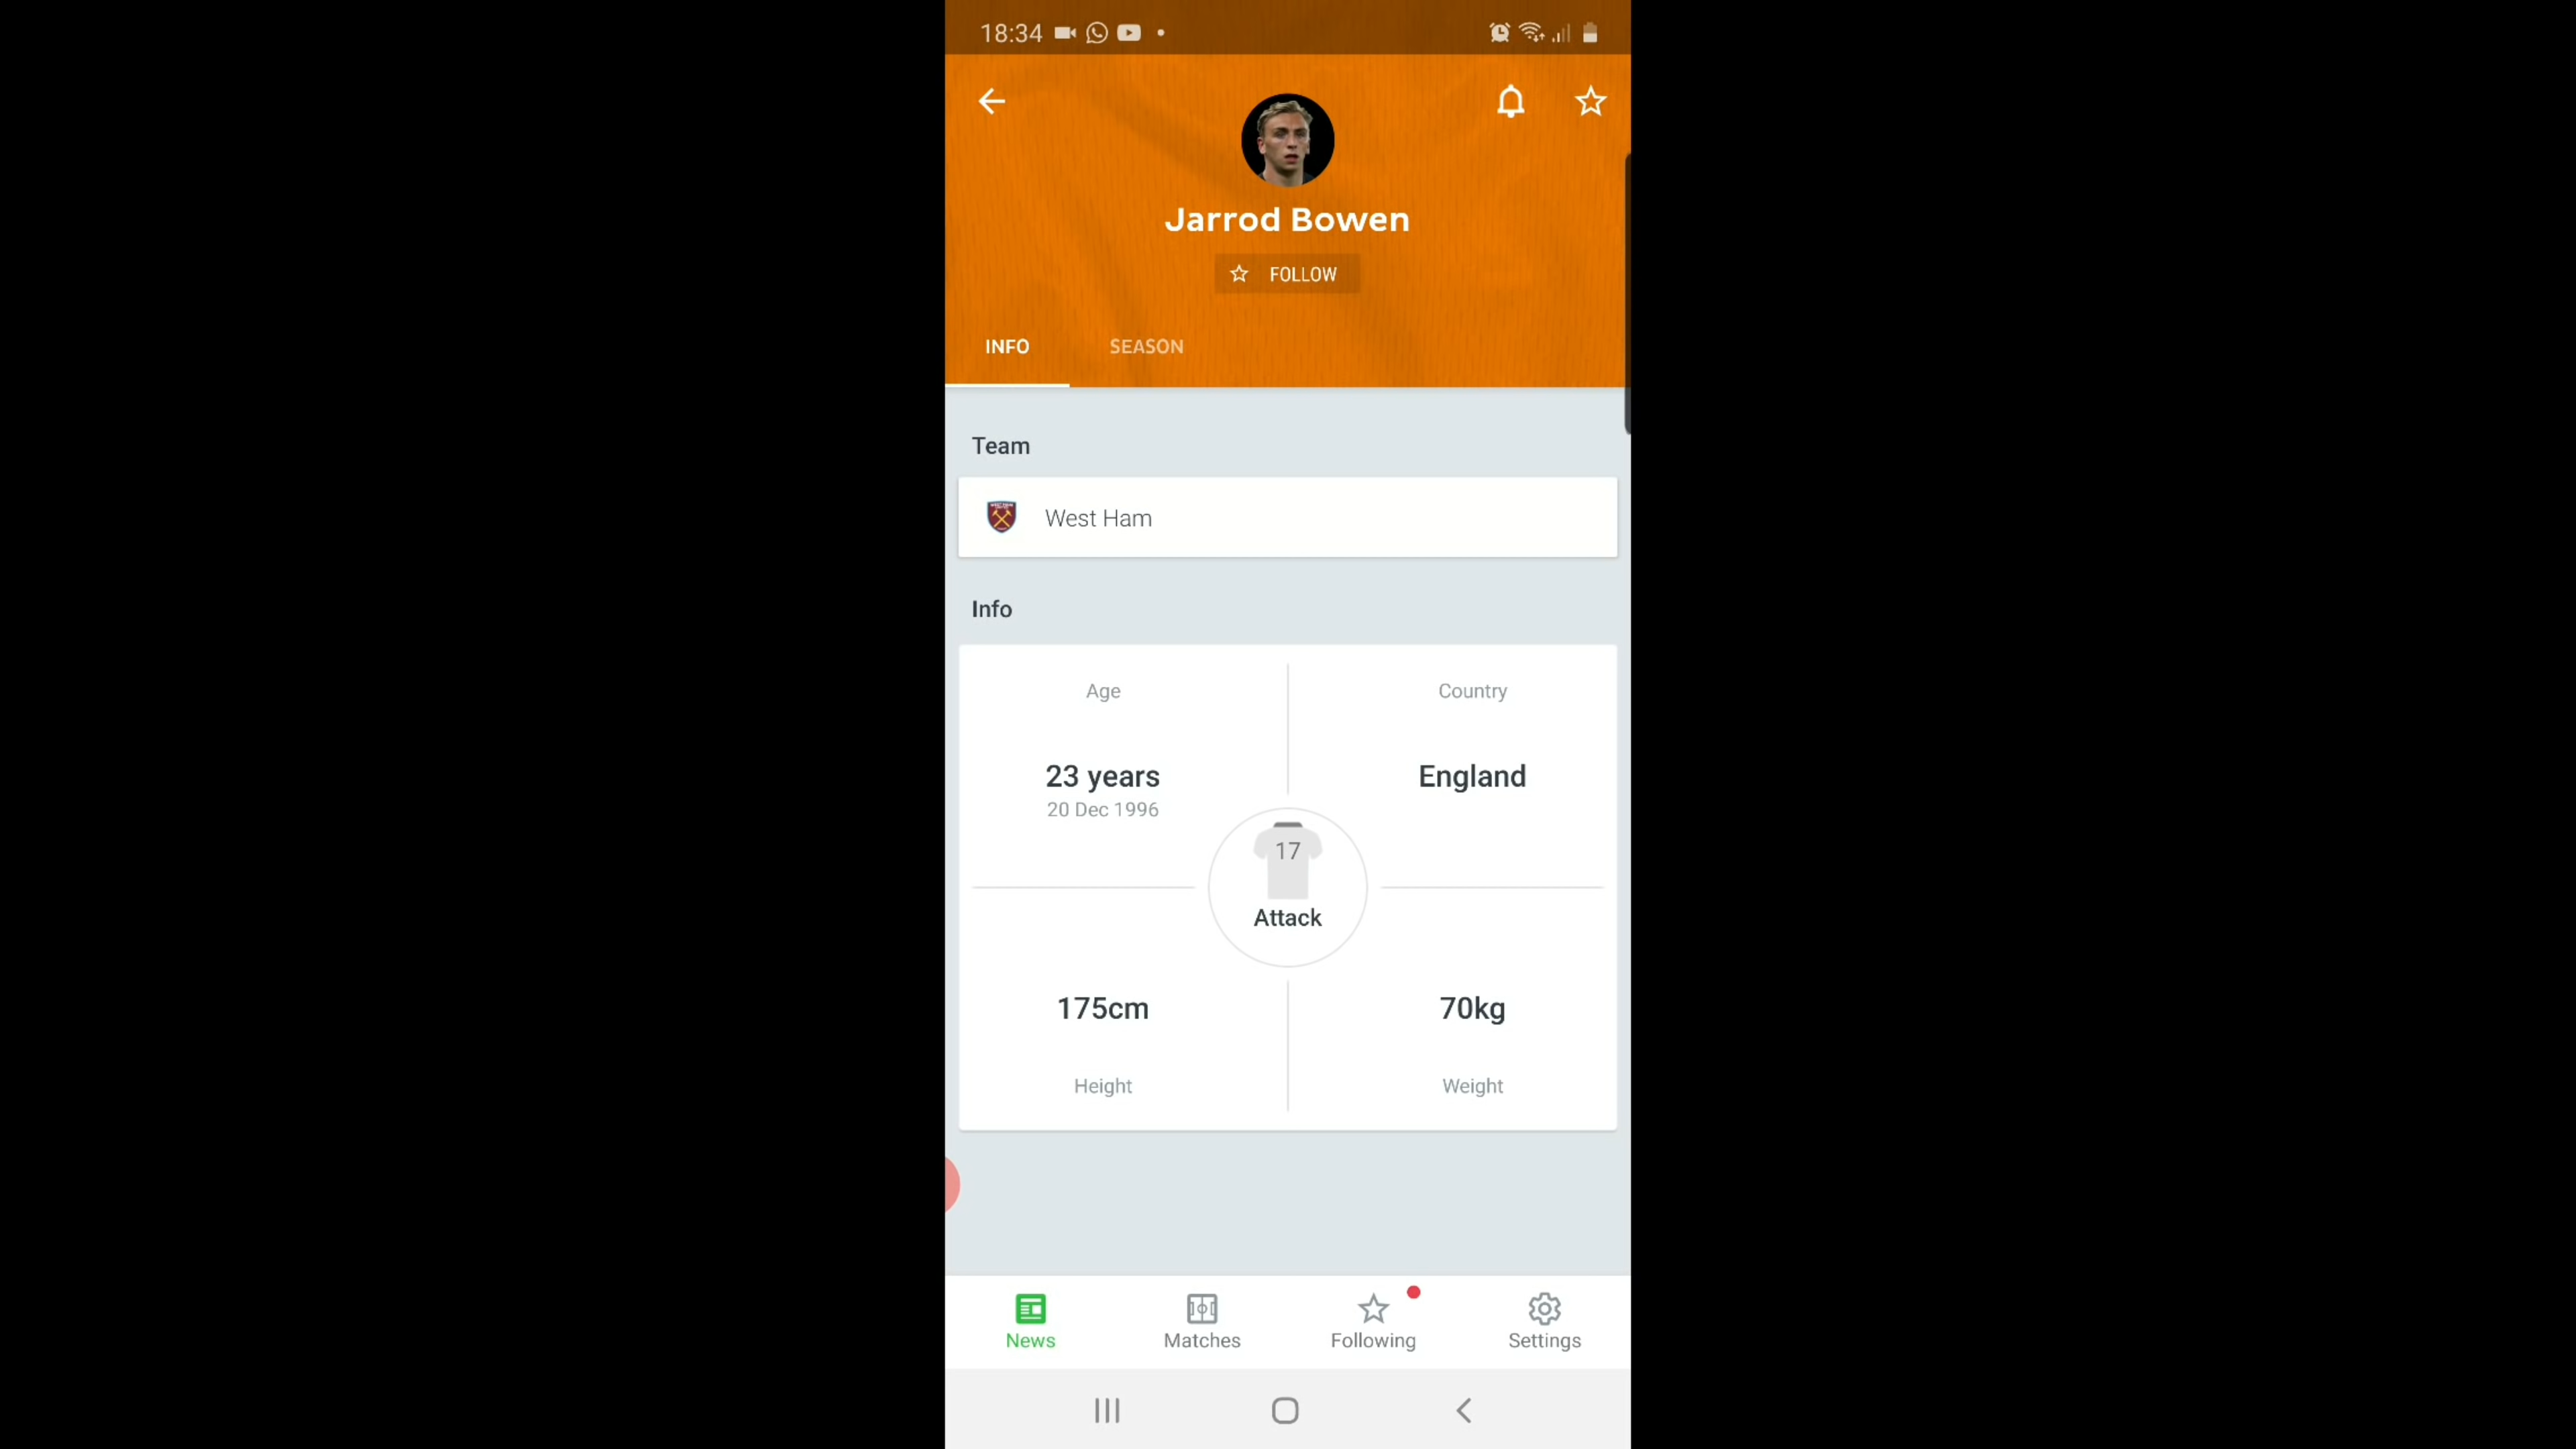 18:34
Jarrod Bowen
FOLLOW
INFO
SEASON
Team
West Ham
Info
Age
Country
23 years
England
20 Dec 1996
17
Attack
175cm
70kg
Height
Weight
News
Matches
Following
Settings